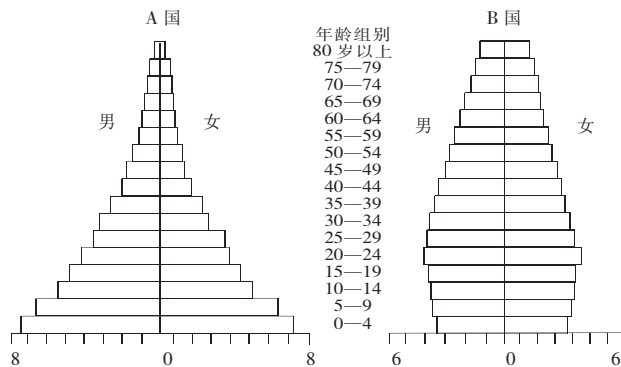 A 国
B 国
年龄组别
80 岁以上
75—79
70—74
65—69
60—64
55—59
50—54
45—49
40—44
35—39
30—34
25—29
20—24
15—19
10—14
5—9
0—4
男
女
男
女
8
0
8
6
0
6